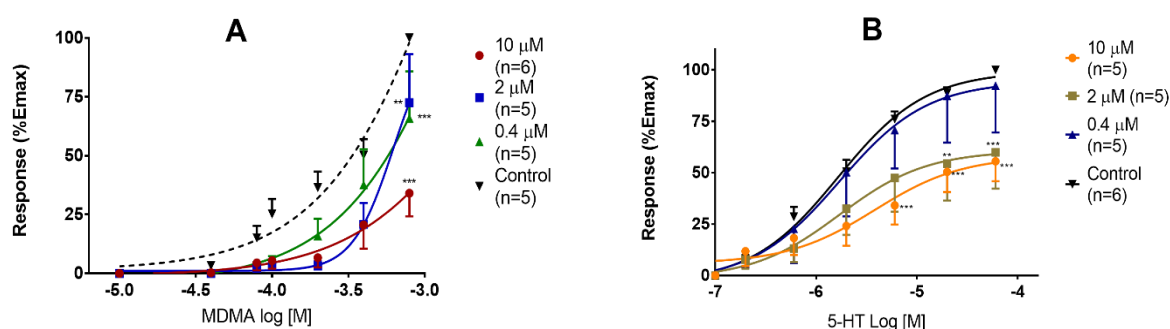 A
Response (%Emax)
100
75
50
25
0
-5.0 -4.5 -4.0 -3.5 -3.0
MDMA log [M]
**
***
***
10 μM
(n=6)
2 μM
(n=5)
0.4 μM
(n=5)
Control
(n=5)
B
Response (%Emax)
100
75
50
25
0
-7 -6 -5 -4
5-HT Log [M]
***
**
***
***
***
10 μM
(n=5)
2 μM (n=5)
0.4 μM
(n=5)
Control
(n=6)